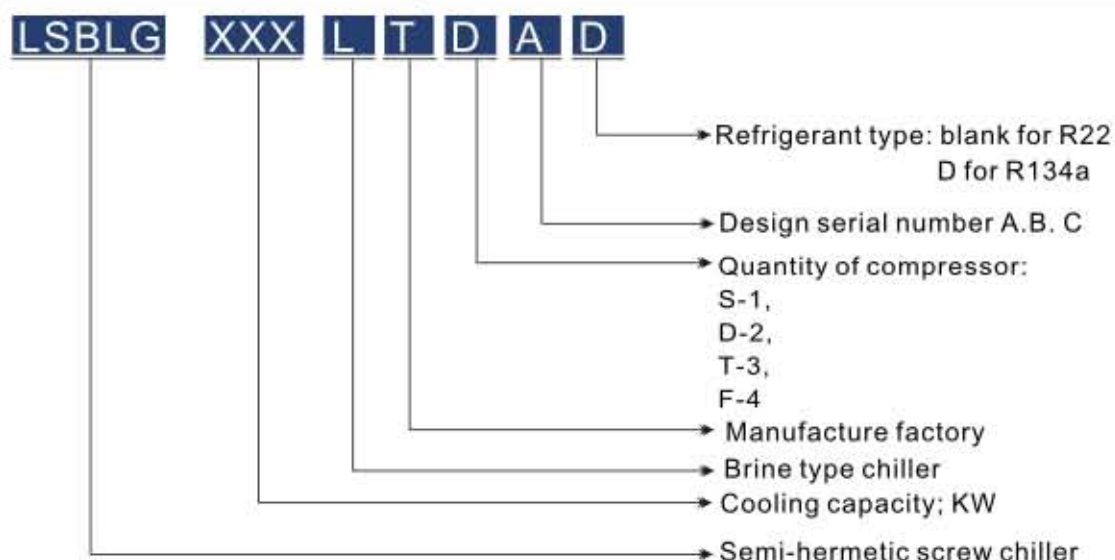 LSBLG XXX L T D A D
Refrigerant type: blank for R22
D for R134a
Design serial number A.B. C
Quantity of compressor:
S-1,
D-2,
T-3,
F-4
Manufacture factory
Brine type chiller
Cooling capacity; KW
Semi-hermetic screw chiller